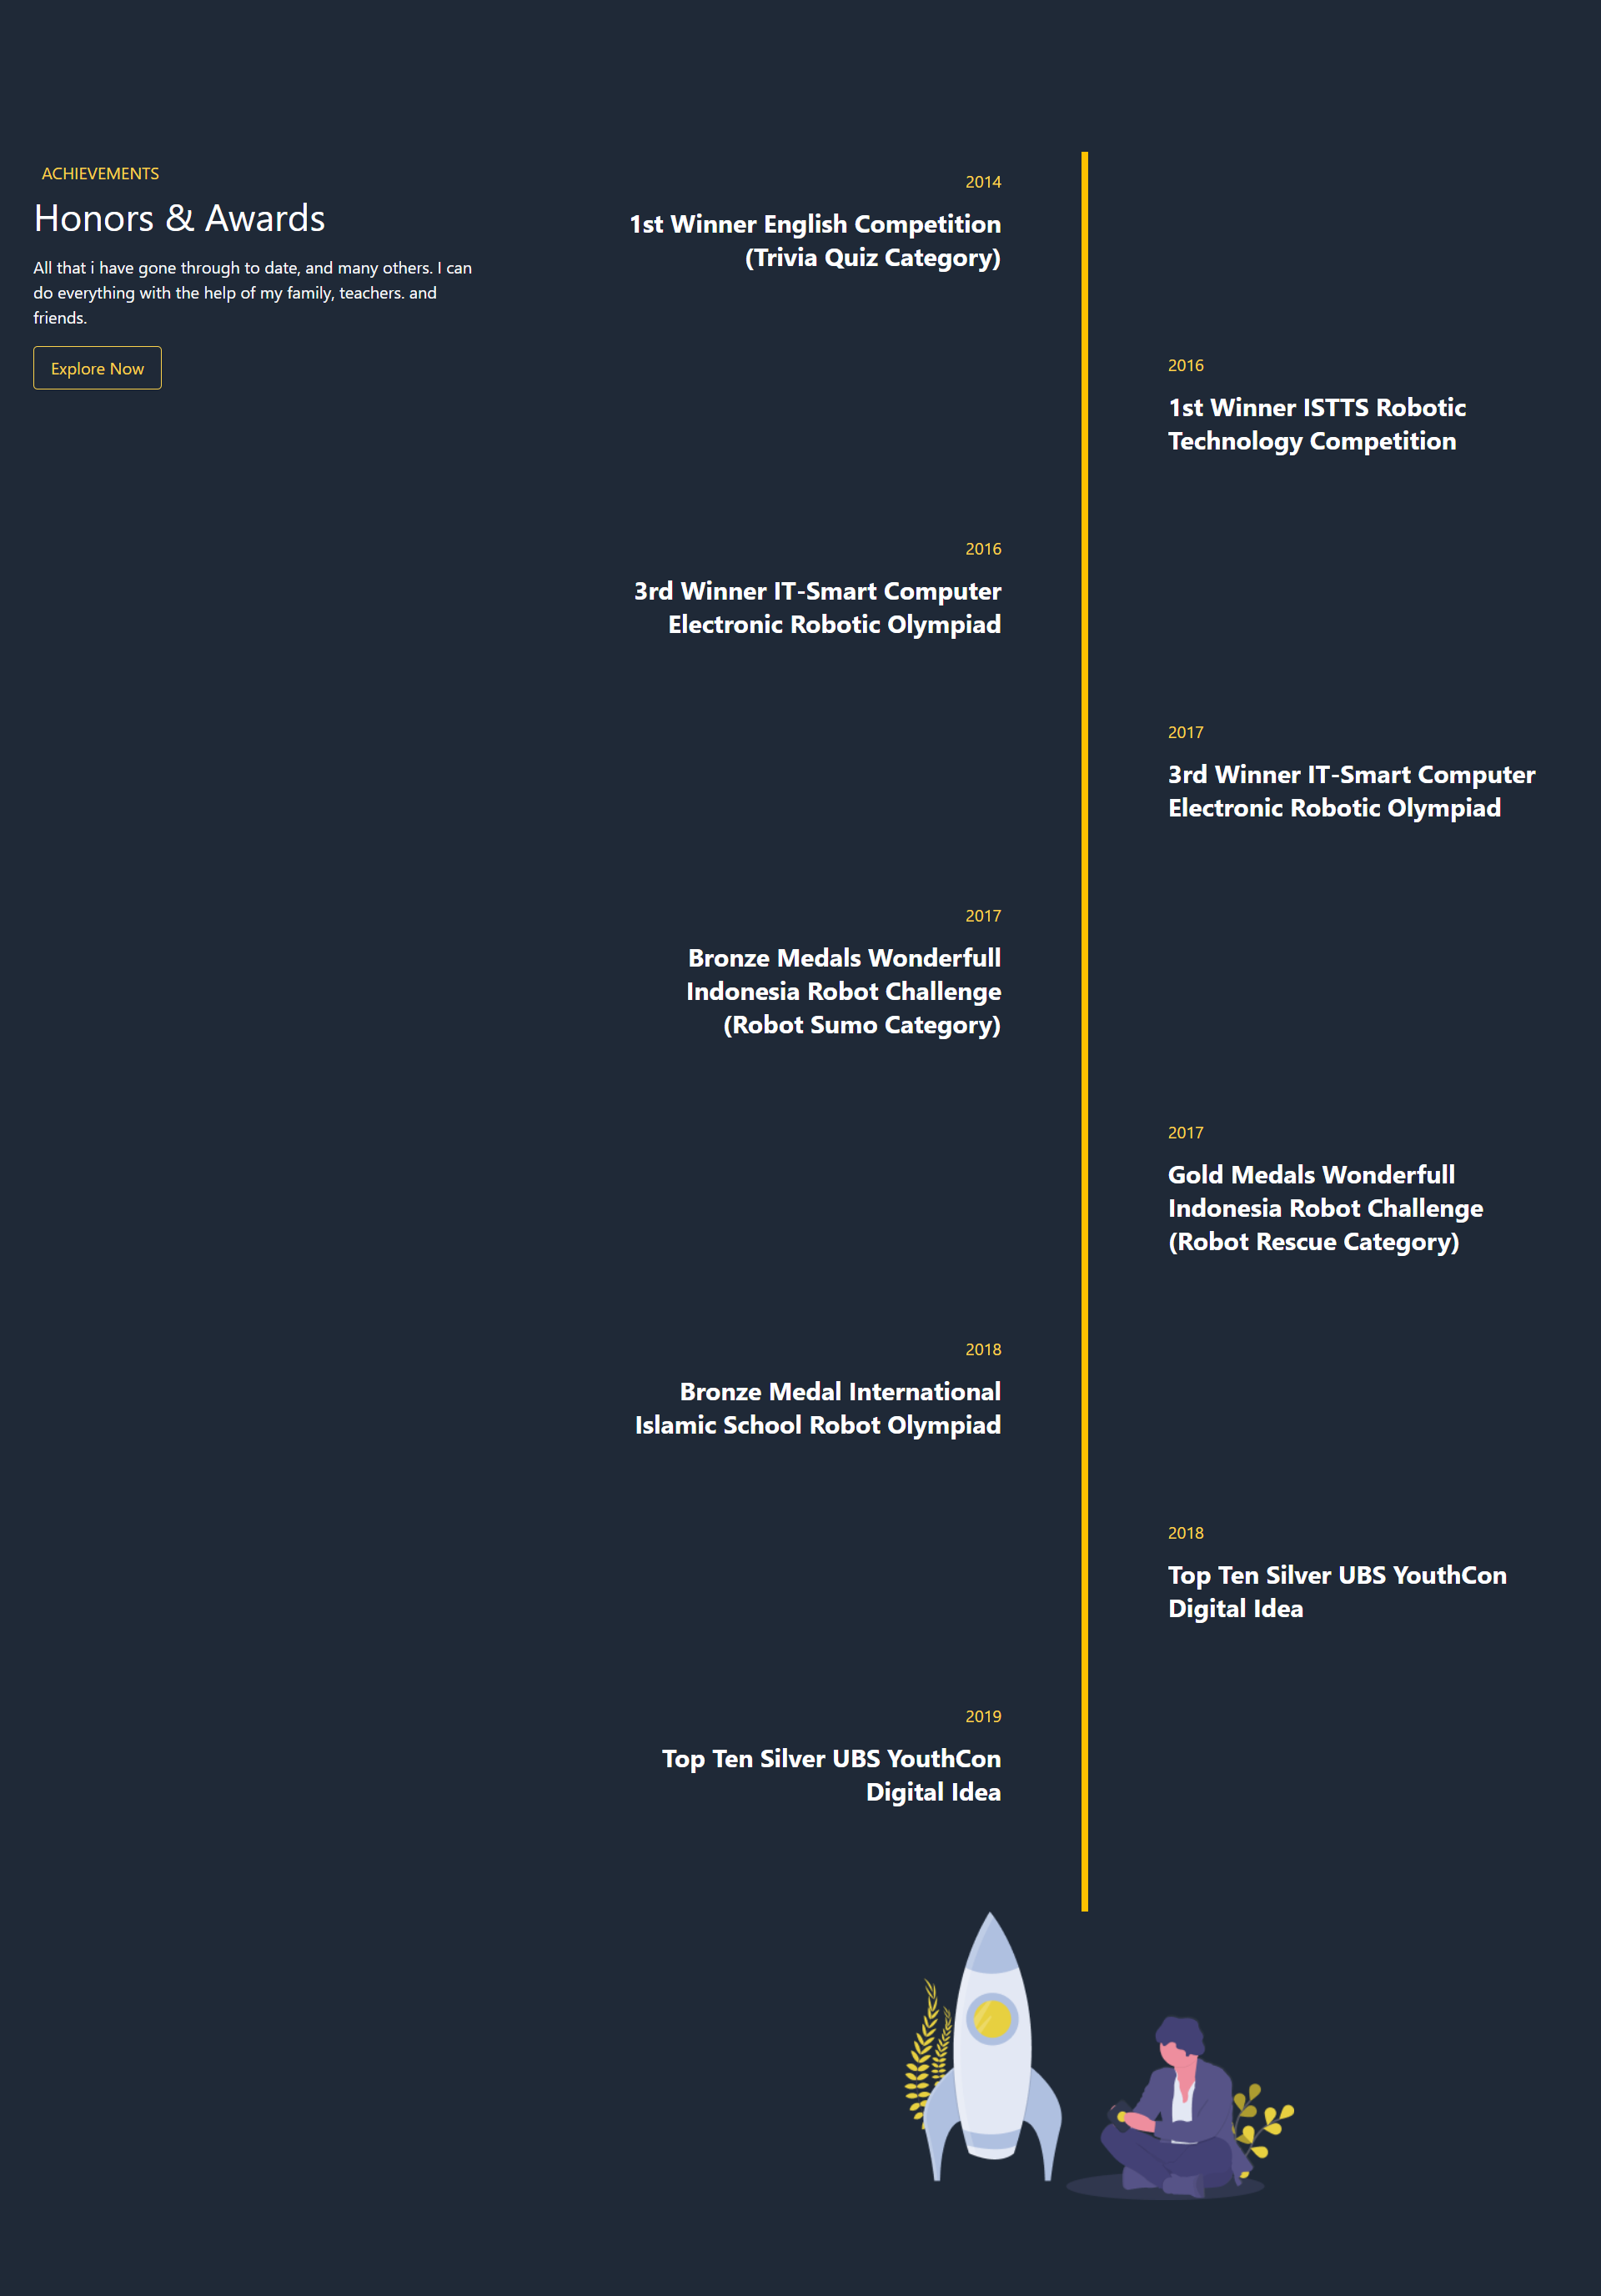 ACHIEVEMENTS
Honors & Awards
All that i have gone through to date, and many others. I can
do everything with the help of my family, teachers. and
friends.
Explore Now
2014
1st Winner English Competition
(Trivia Quiz Category)
2016
1st Winner ISTTS Robotic
Technology Competition
2016
3rd Winner IT-Smart Computer
Electronic Robotic Olympiad
2017
3rd Winner IT-Smart Computer
Electronic Robotic Olympiad
2017
Bronze Medals Wonderfull
Indonesia Robot Challenge
(Robot Sumo Category)
2017
Gold Medals Wonderfull
Indonesia Robot Challenge
(Robot Rescue Category)
2018
Bronze Medal International
Islamic School Robot Olympiad
2018
Top Ten Silver UBS YouthCon
Digital Idea
2019
Top Ten Silver UBS YouthCon
Digital Idea